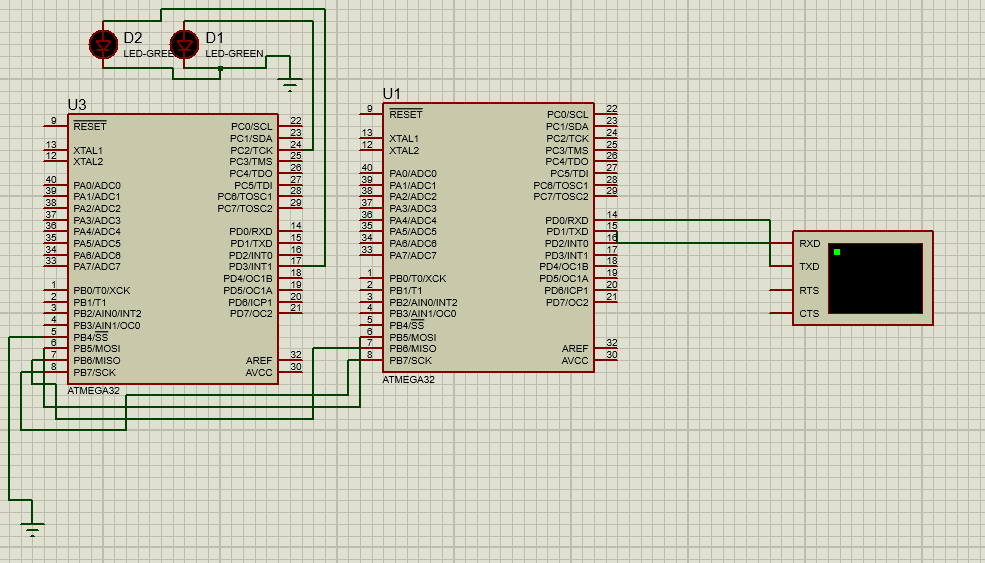 D2
LED-GREE
D1
LED-GREEN
U3
9 RESET
13 XTAL1
12 XTAL2
40 PA0/ADC0
39 PA1/ADC1
38 PA2/ADC2
37 PA3/ADC3
36 PA4/ADC4
35 PA5/ADC5
34 PA6/ADC6
33 PA7/ADC7
1 PB0/T0/XCK
2 PB1/T1
3 PB2/AIN0/INT2
4 PB3/AIN1/OC0
5 PB4/SS
6 PB5/MOSI
7 PB6/MISO
8 PB7/SCK
PC0/SCL 22
PC1/SDA 23
PC2/TCK 24
PC3/TMS 25
PC4/TDO 26
PC5/TDI 27
PC6/TOSC1 28
PC7/TOSC2 29
PD0/RXD 14
PD1/TXD 15
PD2/INT0 16
PD3/INT1 17
PD4/OC1B 18
PD5/OC1A 19
PD6/ICP1 20
PD7/OC2 21
AREF 32
AVCC 30
ATMEGA32
U1
9 RESET
13 XTAL1
12 XTAL2
40 PA0/ADC0
39 PA1/ADC1
38 PA2/ADC2
37 PA3/ADC3
36 PA4/ADC4
35 PA5/ADC5
34 PA6/ADC6
33 PA7/ADC7
1 PB0/T0/XCK
2 PB1/T1
3 PB2/AIN0/INT2
4 PB3/AIN1/OC0
5 PB4/SS
6 PB5/MOSI
7 PB6/MISO
8 PB7/SCK
PC0/SCL 22
PC1/SDA 23
PC2/TCK 24
PC3/TMS 25
PC4/TDO 26
PC5/TDI 27
PC6/TOSC1 28
PC7/TOSC2 29
PD0/RXD 14
PD1/TXD 15
PD2/INT0 16
PD3/INT1 17
PD4/OC1B 18
PD5/OC1A 19
PD6/ICP1 20
PD7/OC2 21
AREF 32
AVCC 30
ATMEGA32
RXD
TXD
RTS
CTS